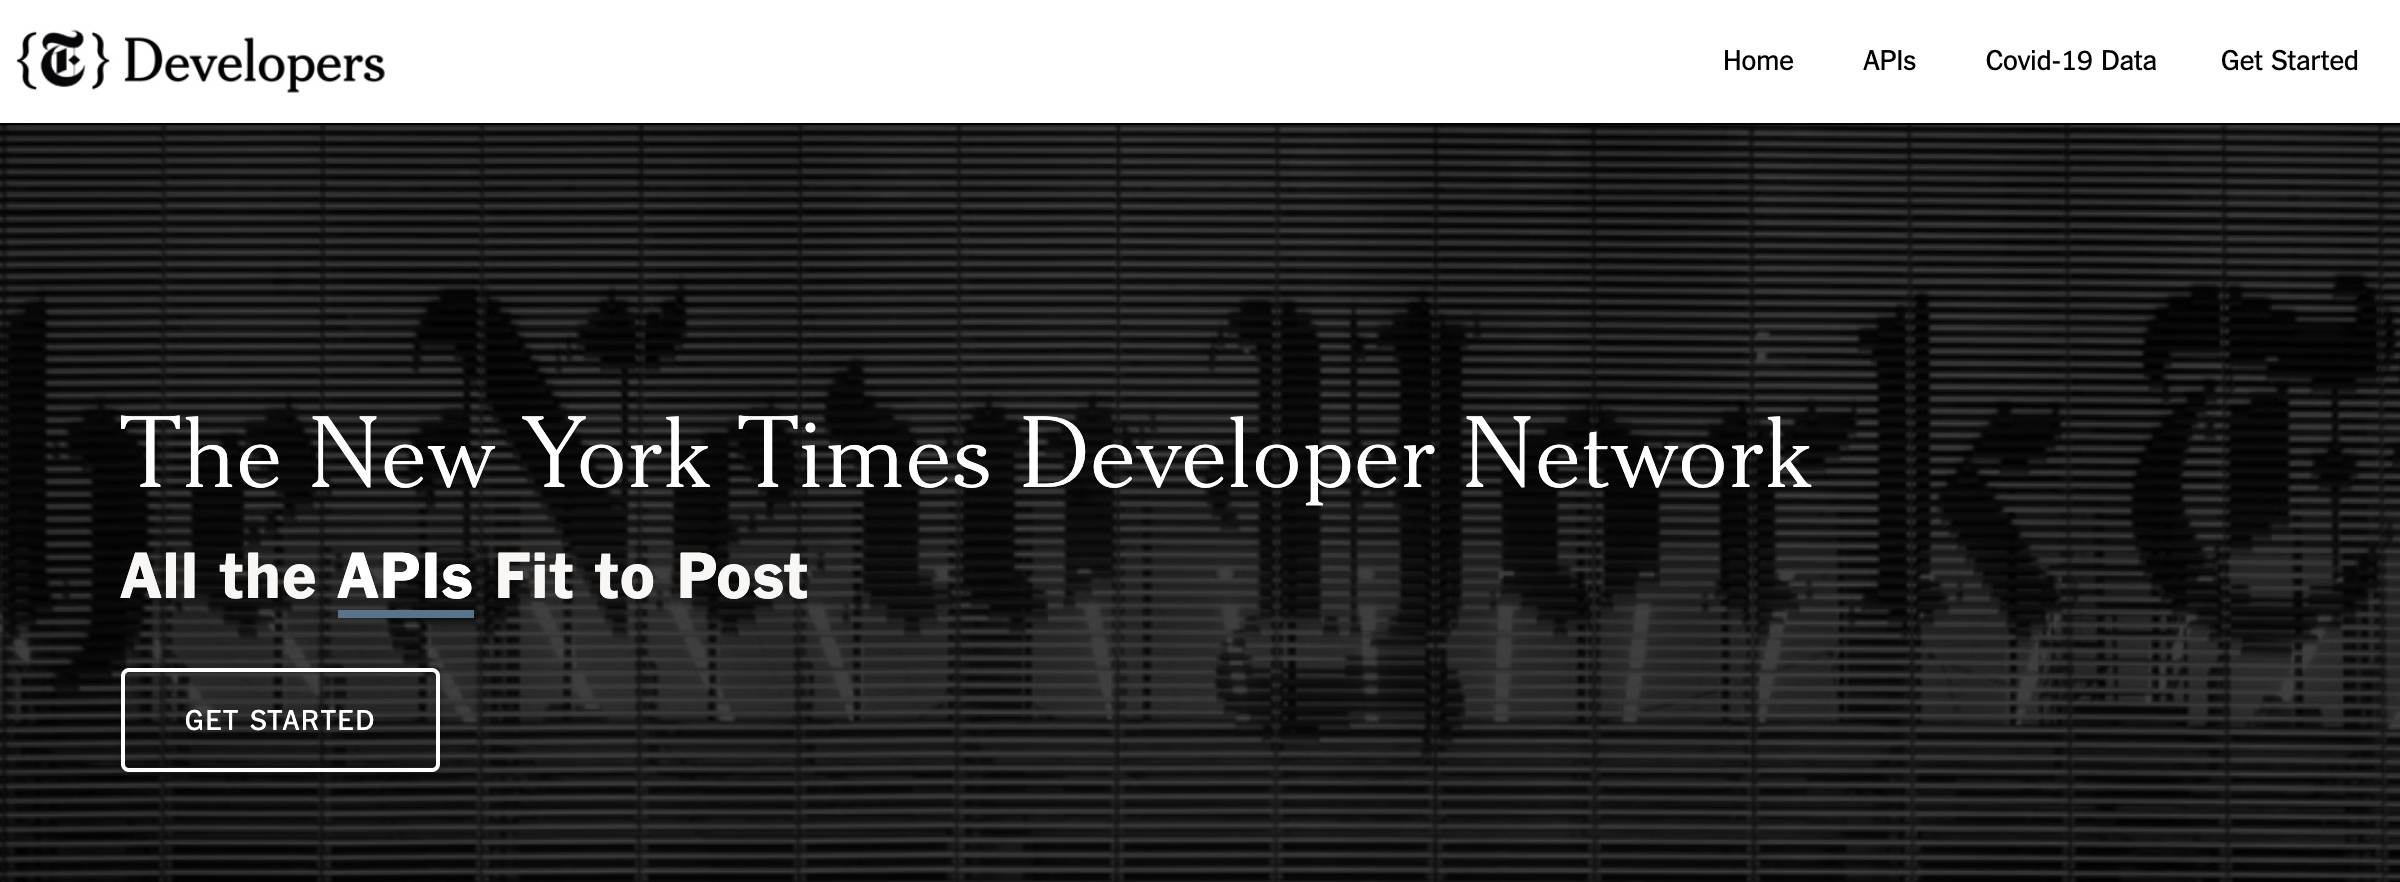 {T} Developers
Home APIs Covid-19 Data Get Started
The New York Times Developer Network
All the APIs Fit to Post
GET STARTED